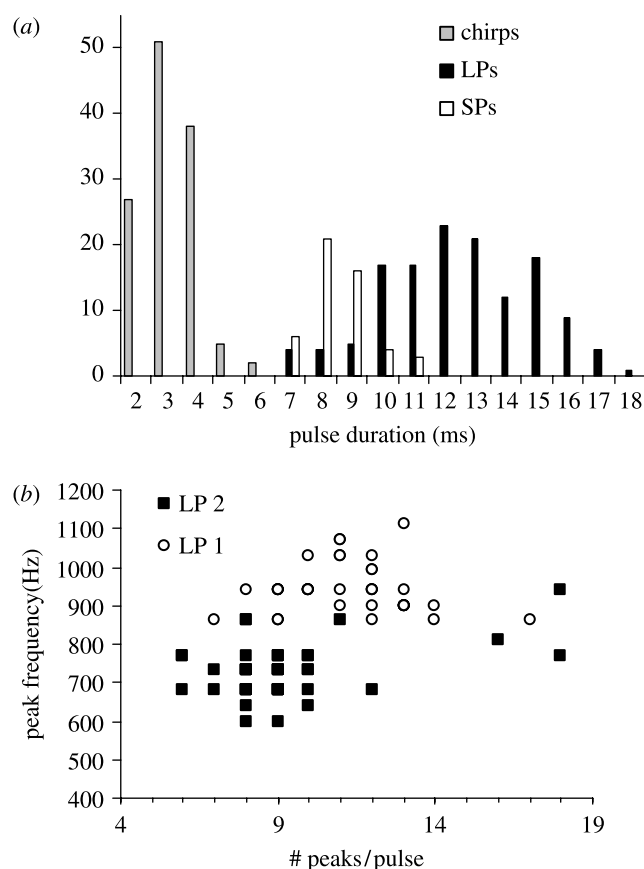 (a)
50
40
30
20
10
0
chirps
LPs
SPs
2 3 4 5 6 7 8 9 10 11 12 13 14 15 16 17 18
pulse duration (ms)
(b)
1200
1100
1000
900
800
700
600
500
400
LP 2
LP 1
peak frequency(Hz)
4 9 14 19
# peaks/pulse